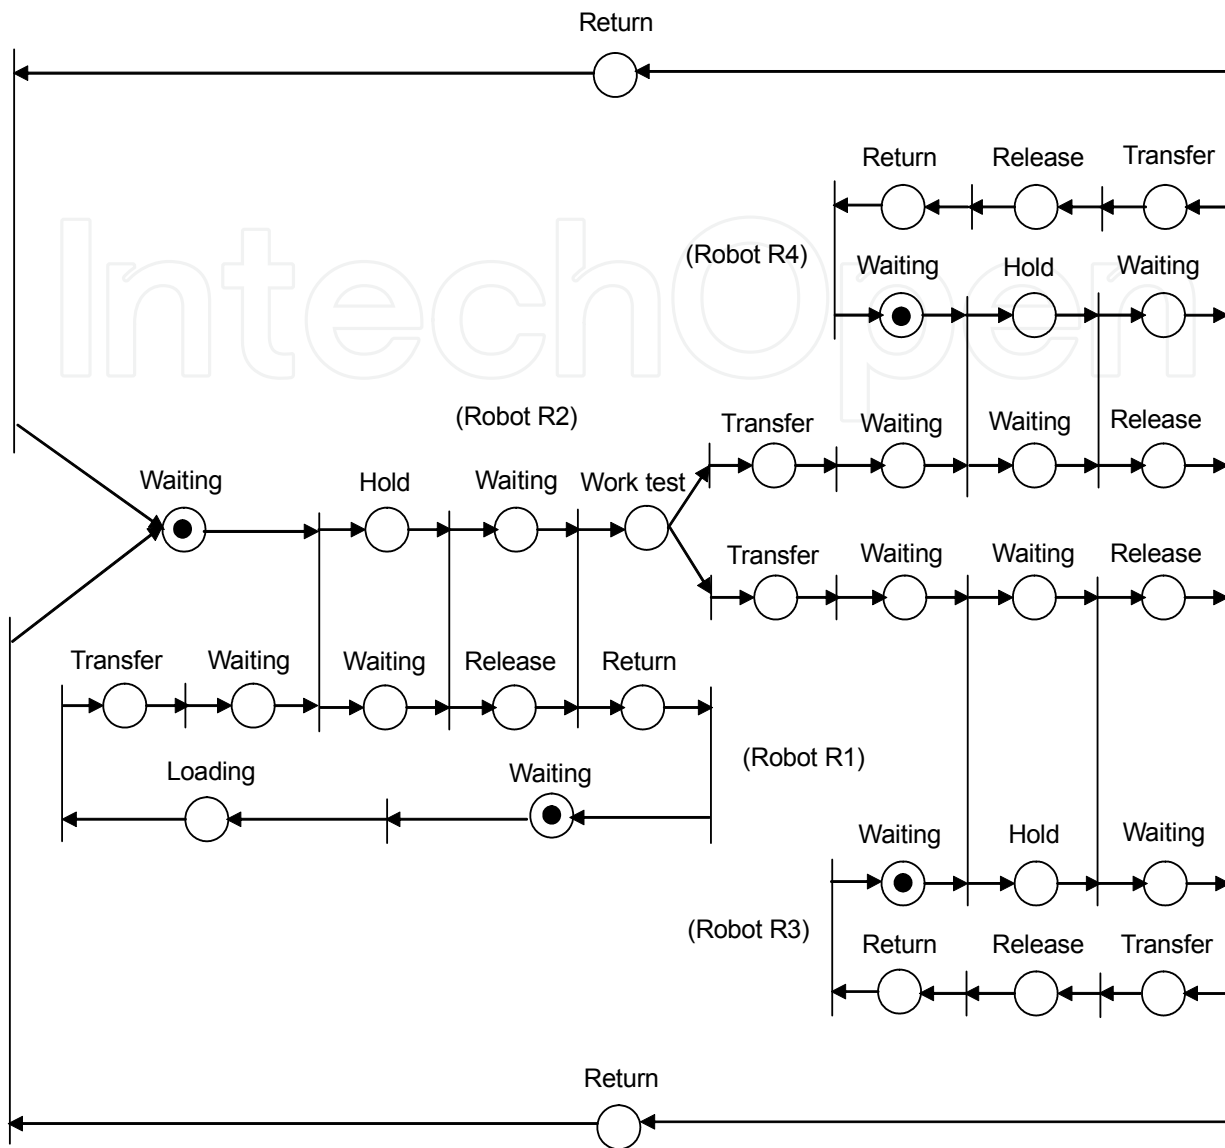 Return
Return Release Transfer
(Robot R4)
Waiting Hold Waiting
IntechOpen
(Robot R2)
Transfer Waiting Waiting Release
Waiting Hold Waiting Work test
Transfer Waiting Waiting Release
Transfer Waiting Waiting Release Return
(Robot R1)
Loading Waiting
Waiting Hold Waiting
(Robot R3)
Return Release Transfer
Return